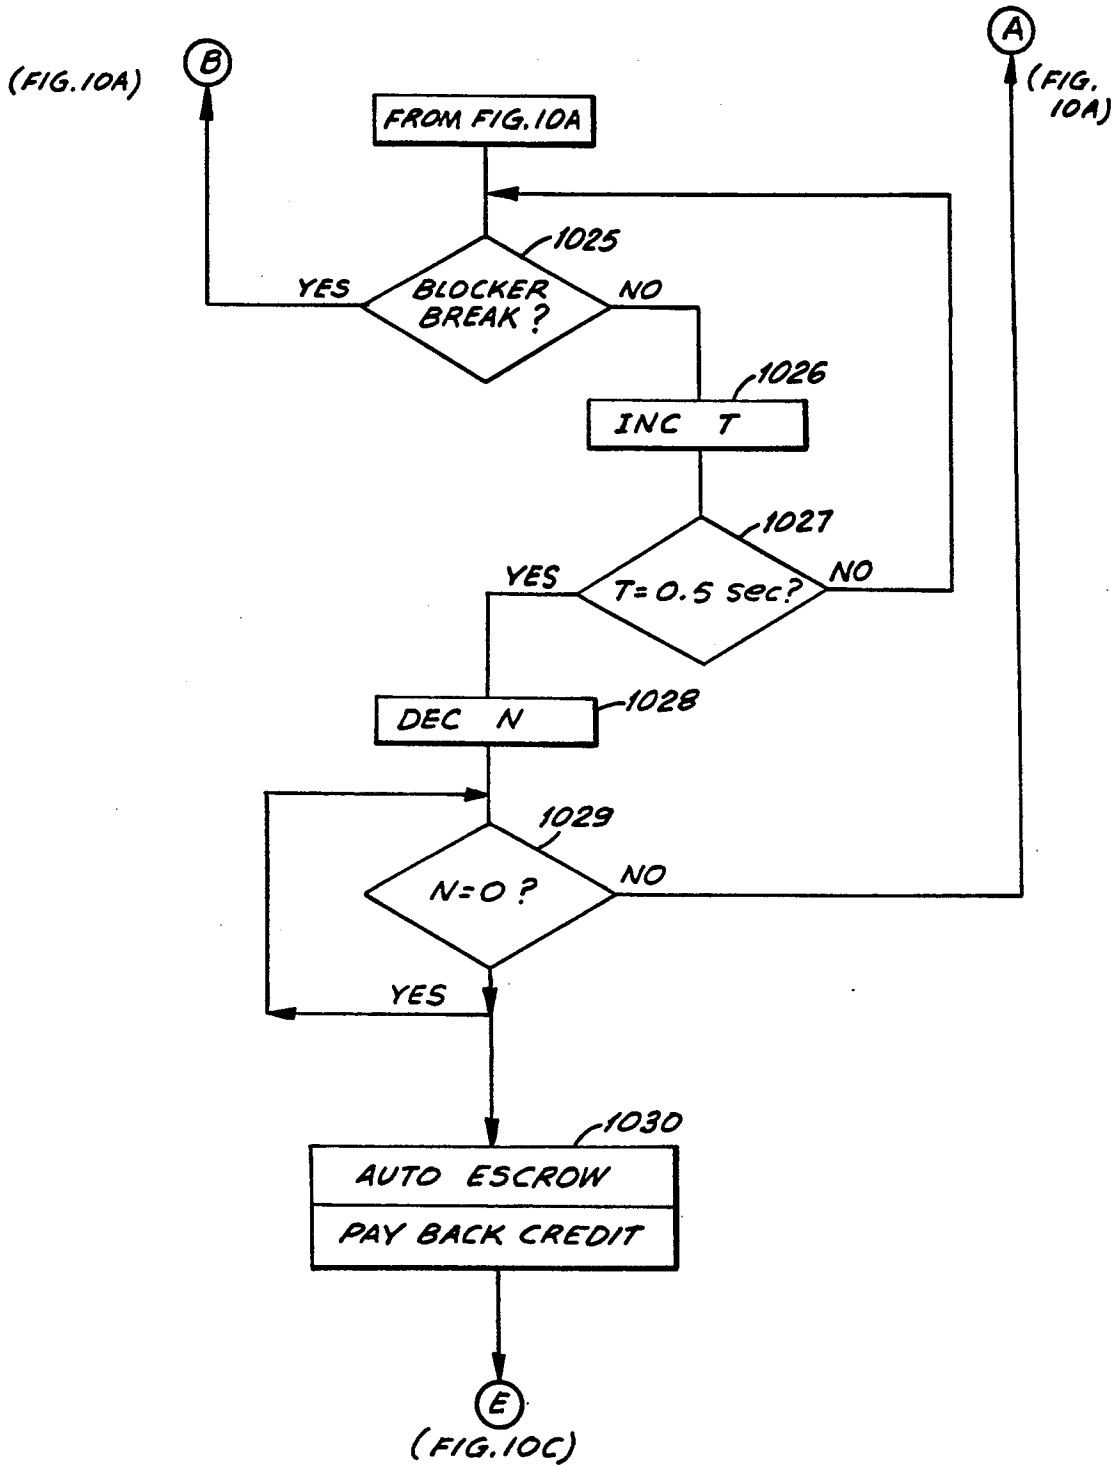 B
(FIG.10A)
A
(FIG.
10A)
FROM FIG.10A
1025
YES
BLOCKER
BREAK ?
NO
1026
INC T
1027
YES
T= 0.5 sec?
NO
1028
DEC N
1029
N=0 ?
NO
YES
1030
AUTO ESCROW
PAY BACK CREDIT
E
(FIG.10C)